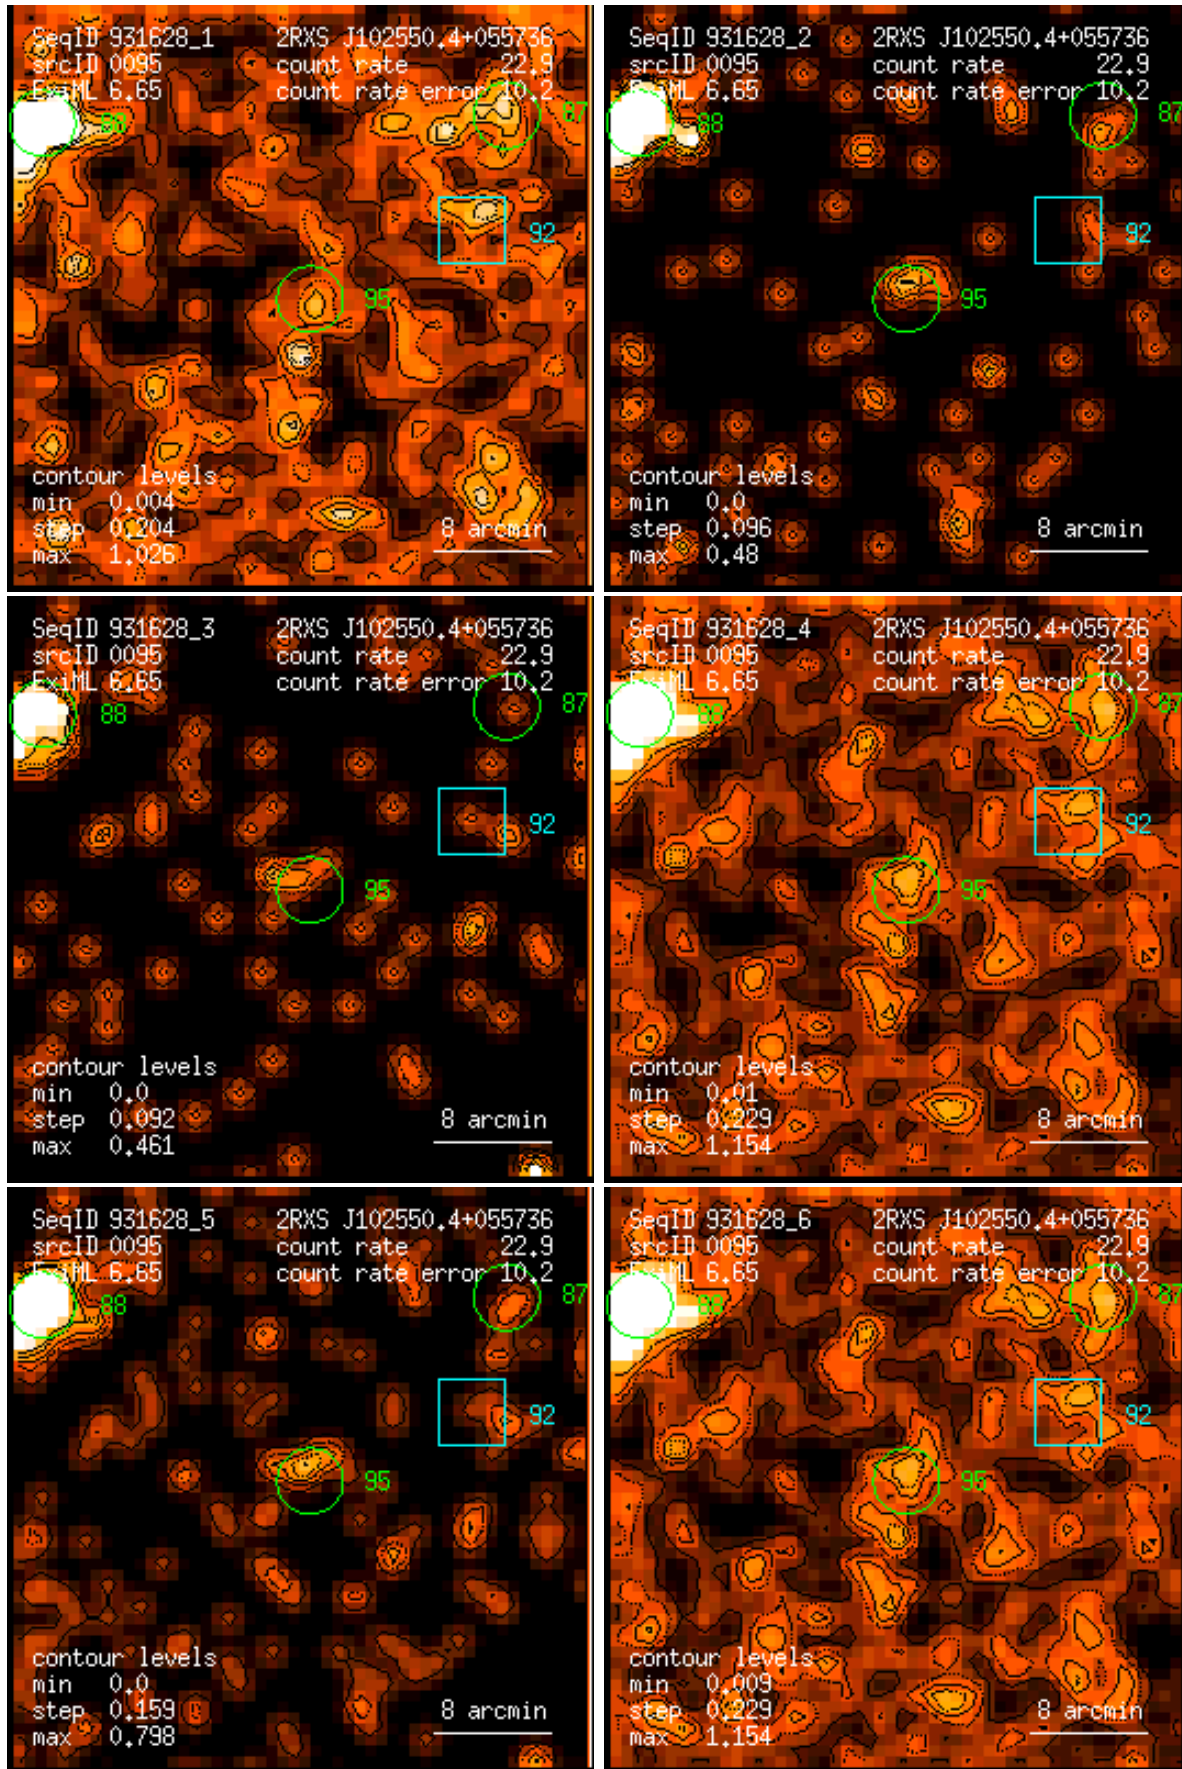 SeqID 931628_1 2RXS J102550.4+055736
srcID 0095 count rate 22.9
ExiML 6.65 count rate error 10.2
88
87
92
95
contour levels
min 0.004
step 0.204
max 1.026
8 arcmin
SeqID 931628_2 2RXS J102550.4+055736
srcID 0095 count rate 22.9
ExiML 6.65 count rate error 10.2
88
87
92
95
contour levels
min 0.0
step 0.096
max 0.48
8 arcmin
SeqID 931628_3 2RXS J102550.4+055736
srcID 0095 count rate 22.9
ExiML 6.65 count rate error 10.2
88
87
92
95
contour levels
min 0.0
step 0.092
max 0.461
8 arcmin
SeqID 931628_4 2RXS J102550.4+055736
srcID 0095 count rate 22.9
ExiML 6.65 count rate error 10.2
88
87
92
95
contour levels
min 0.01
step 0.229
max 1.154
8 arcmin
SeqID 931628_5 2RXS J102550.4+055736
srcID 0095 count rate 22.9
ExiML 6.65 count rate error 10.2
88
87
92
95
contour levels
min 0.0
step 0.159
max 0.798
8 arcmin
SeqID 931628_6 2RXS J102550.4+055736
srcID 0095 count rate 22.9
ExiML 6.65 count rate error 10.2
88
87
92
95
contour levels
min 0.009
step 0.229
max 1.154
8 arcmin